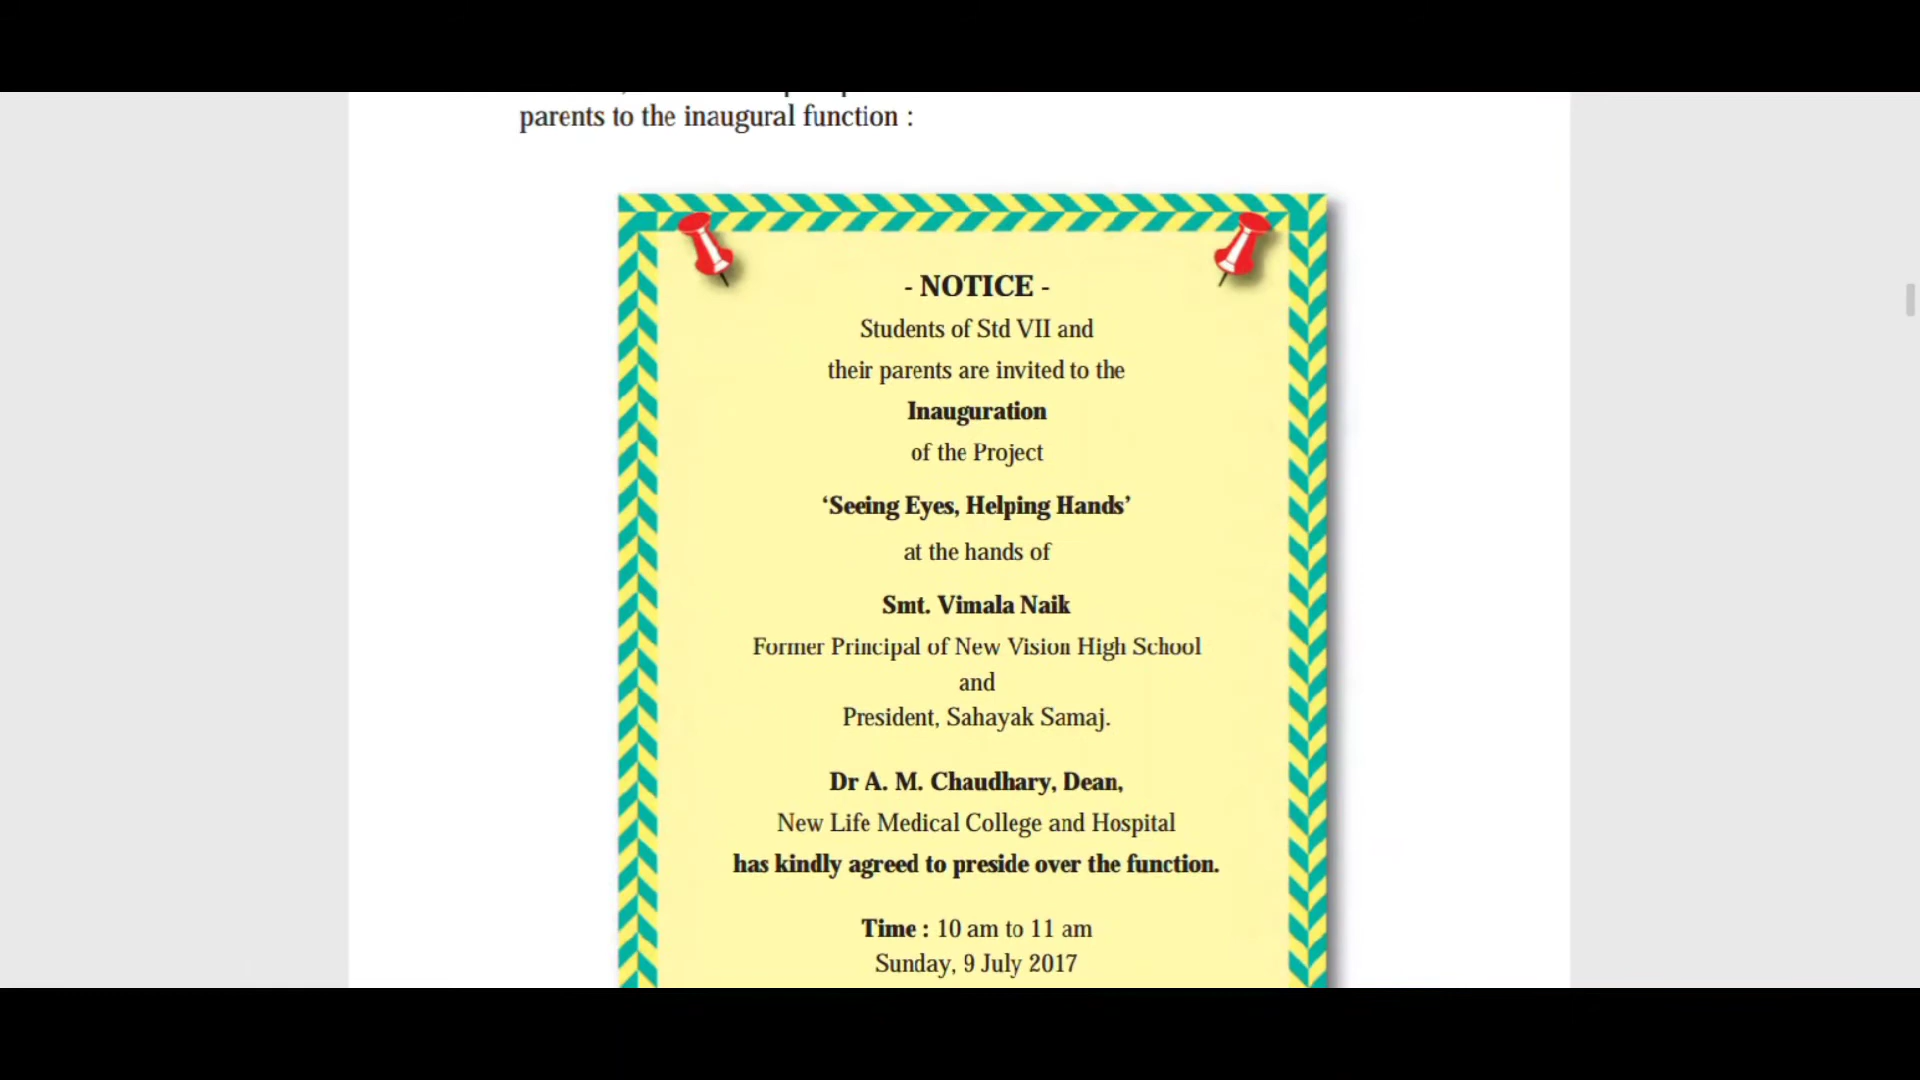 parents to the inaugural function :
- NOTICE -
Students of Std VII and
their parents are invited to the
Inauguration
of the Project
‘Seeing Eyes, Helping Hands’
at the hands of
Smt. Vimala Naik
Former Principal of New Vision High School
and
President, Sahayak Samaj.
Dr A. M. Chaudhary, Dean,
New Life Medical College and Hospital
has kindly agreed to preside over the function.
Time : 10 am to 11 am
Sunday, 9 July 2017